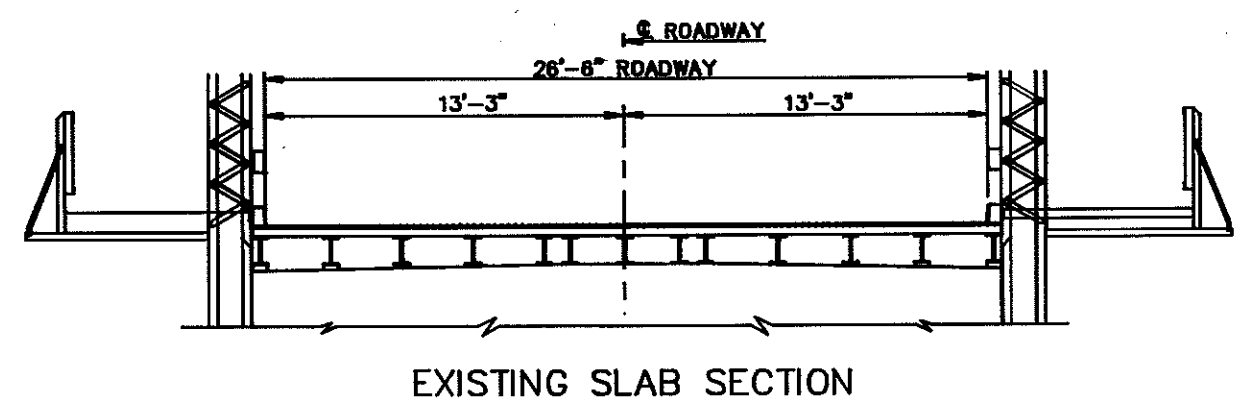 ℄ ROADWAY
26'-6" ROADWAY
13'-3" 13'-3"
EXISTING SLAB SECTION